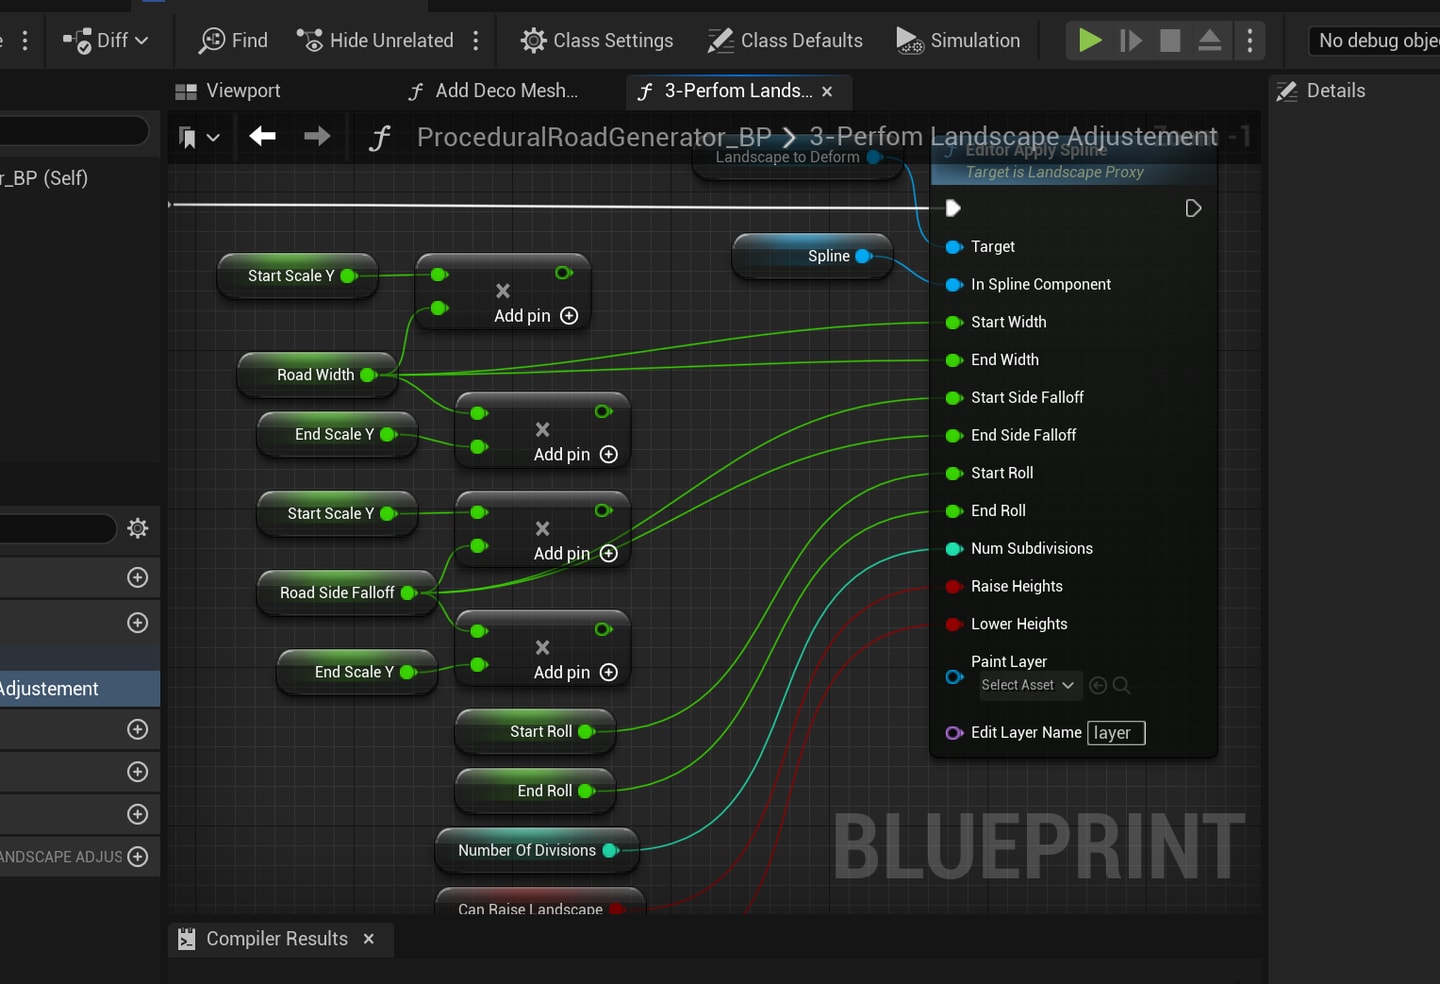 Diff
Find
Hide Unrelated
Class Settings
Class Defaults
Simulation
No debug obje
Viewport
Add Deco Mesh...
3-Perfom Lands...
Details
ProceduralRoadGenerator_BP > 3-Perfom Landscape Adjustement
-1
r_BP (Self)
Landscape to Deform
Editor Apply Spline
Target is Landscape Proxy
Spline
Target
In Spline Component
Start Width
End Width
Start Side Falloff
End Side Falloff
Start Roll
End Roll
Num Subdivisions
Raise Heights
Lower Heights
Paint Layer
Select Asset
Edit Layer Name layer
Start Scale Y
Add pin
Road Width
End Scale Y
Add pin
Start Scale Y
Add pin
Road Side Falloff
End Scale Y
Add pin
Start Roll
End Roll
Number Of Divisions
Can Raise Landscape
Adjustement
ANDSCAPE ADJUS
BLUEPRINT
Compiler Results